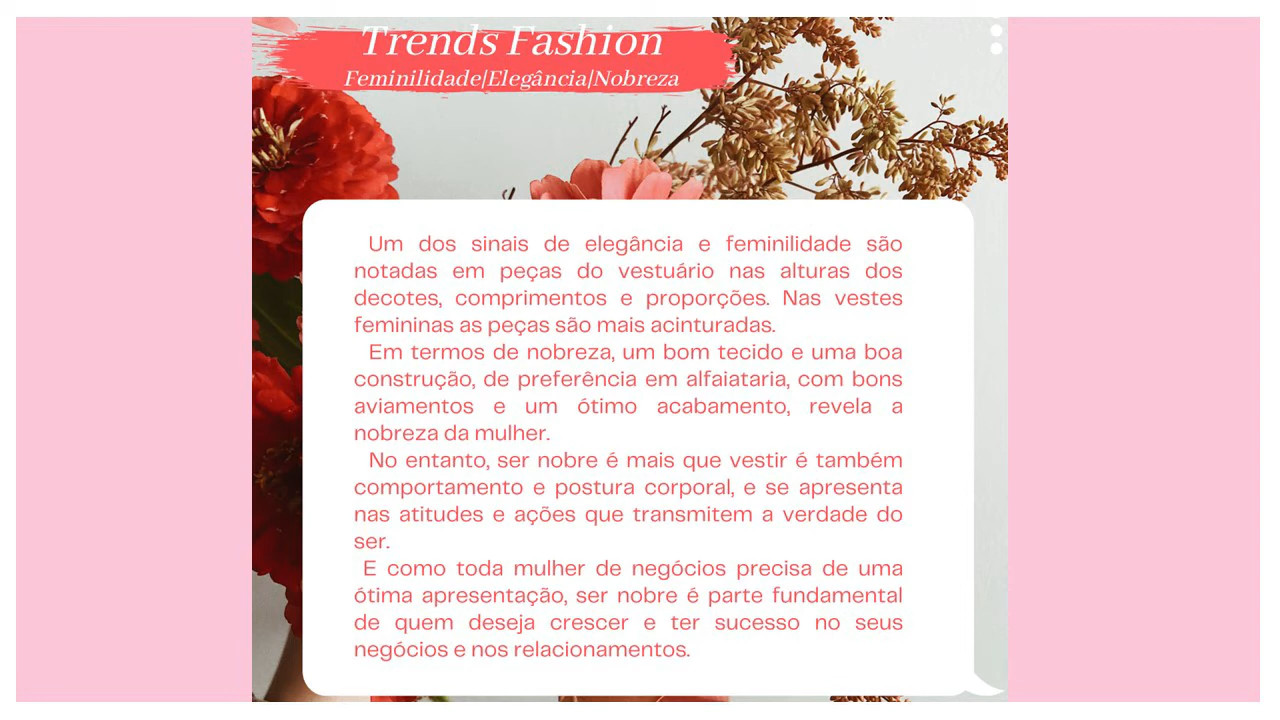 Trends Fashion
Feminilidade|Elegância|Nobreza
Um dos sinais de elegância e feminilidade são
notadas em peças do vestuário nas alturas dos
decotes, comprimentos e proporções. Nas vestes
femininas as peças são mais acinturadas.
Em termos de nobreza, um bom tecido e uma boa
construção, de preferência em alfaiataria, com bons
aviamentos e um ótimo acabamento, revela a
nobreza da mulher.
No entanto, ser nobre é mais que vestir é também
comportamento e postura corporal, e se apresenta
nas atitudes e ações que transmitem a verdade do
ser.
E como toda mulher de negócios precisa de uma
ótima apresentação, ser nobre é parte fundamental
de quem deseja crescer e ter sucesso no seus
negócios e nos relacionamentos.